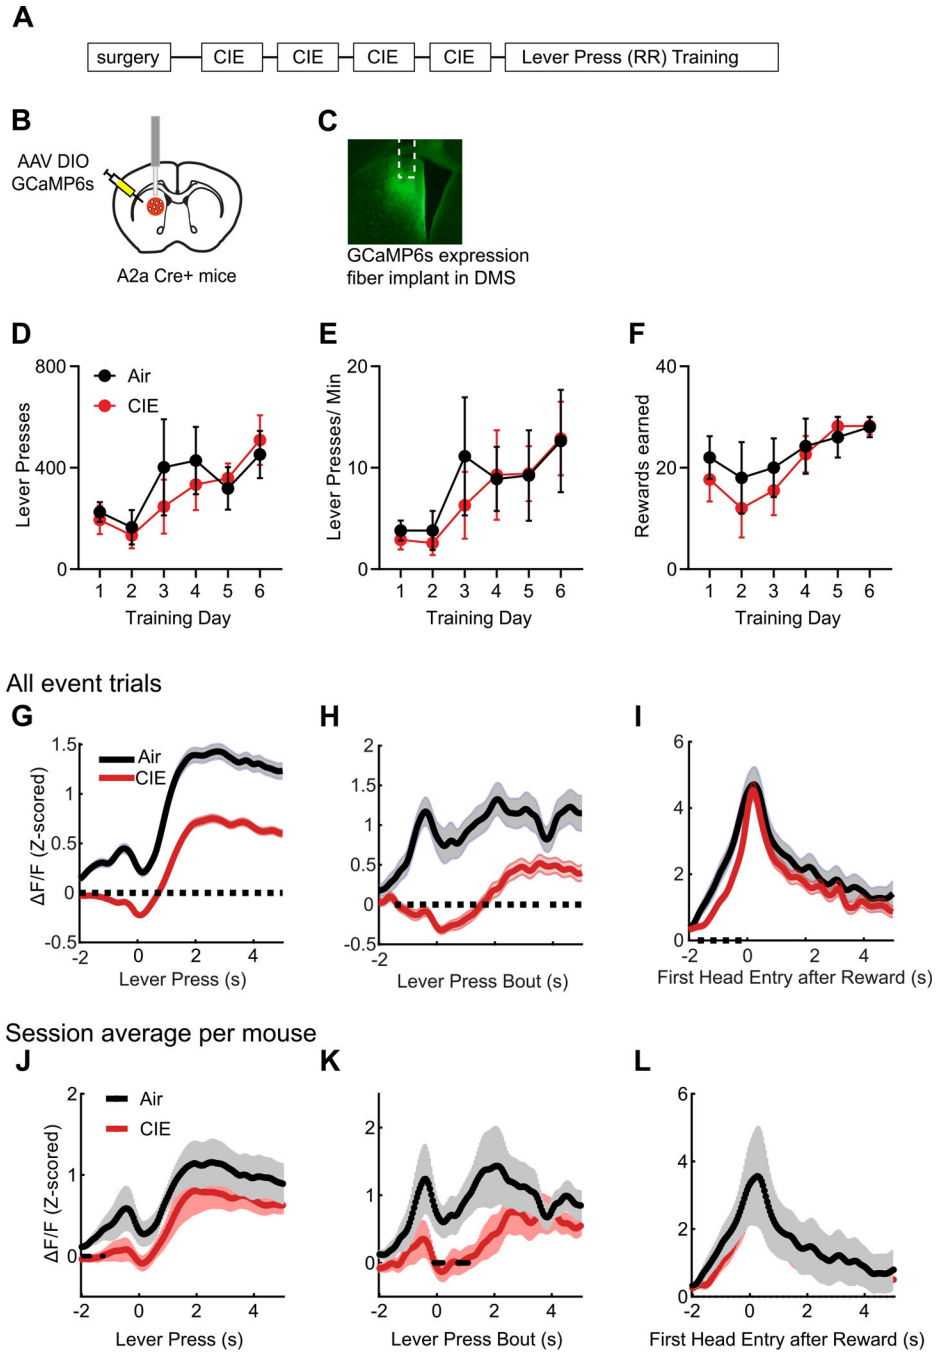 A
surgery CIE CIE CIE CIE Lever Press (RR) Training
B
AAV DIO
GCaMP6s
A2a Cre+ mice
C
GCaMP6s expression
fiber implant in DMS
D
800
400
0
Lever Presses
Air
CIE
1 2 3 4 5 6
Training Day
E
20
10
0
Lever Presses/ Min
1 2 3 4 5 6
Training Day
F
40
20
0
Rewards earned
1 2 3 4 5 6
Training Day
All event trials
G
ΔF/F (Z-scored)
1.5
1
0.5
0
-0.5
Air
CIE
-2 0 2 4
Lever Press (s)
H
2
1.5
1
0.5
0
-0.5
-2 0 2 4
Lever Press Bout (s)
I
6
4
2
0
-2 0 2 4
First Head Entry after Reward (s)
Session average per mouse
J
ΔF/F (Z-scored)
2
1
0
Air
CIE
-2 0 2 4
Lever Press (s)
K
2
1
0
-2 0 2 4
Lever Press Bout (s)
L
6
4
2
0
-2 0 2 4
First Head Entry after Reward (s)